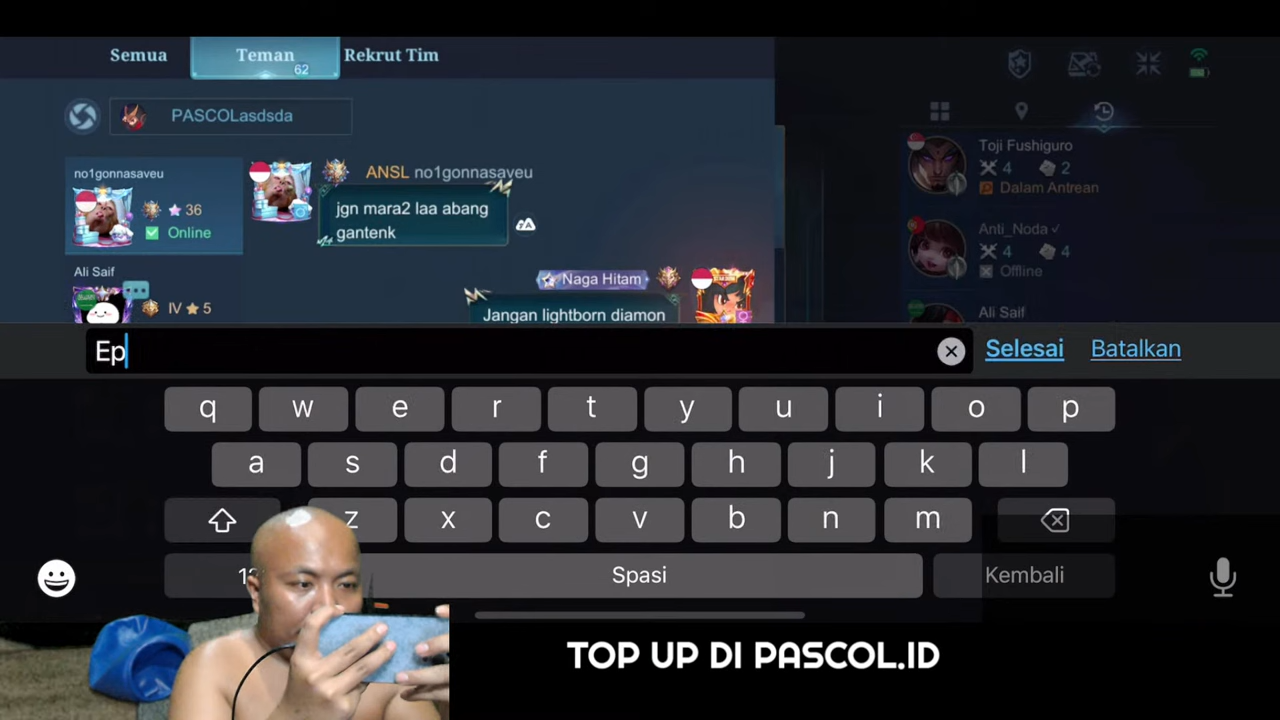 Semua
Teman
62
Rekrut Tim
PASCOLasdsda
no1gonnasaveu
36
Online
ANSL no1gonnasaveu
jgn mara2 laa abang
gantenk
Naga Hitam
Jangan lightborn diamon
Ali Saif
IV 5
Toji Fushiguro
4 2
Dalam Antrean
Anti_Noda
4 4
Offline
Ali Saif
Ep
Selesai
Batalkan
q w e r t y u i o p
a s d f g h j k l
z x c v b n m
Spasi
Kembali
TOP UP DI PASCOL.ID